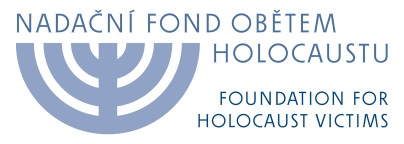 NADAČNÍ FOND OBĚTEM
HOLOCAUSTU
FOUNDATION FOR
HOLOCAUST VICTIMS